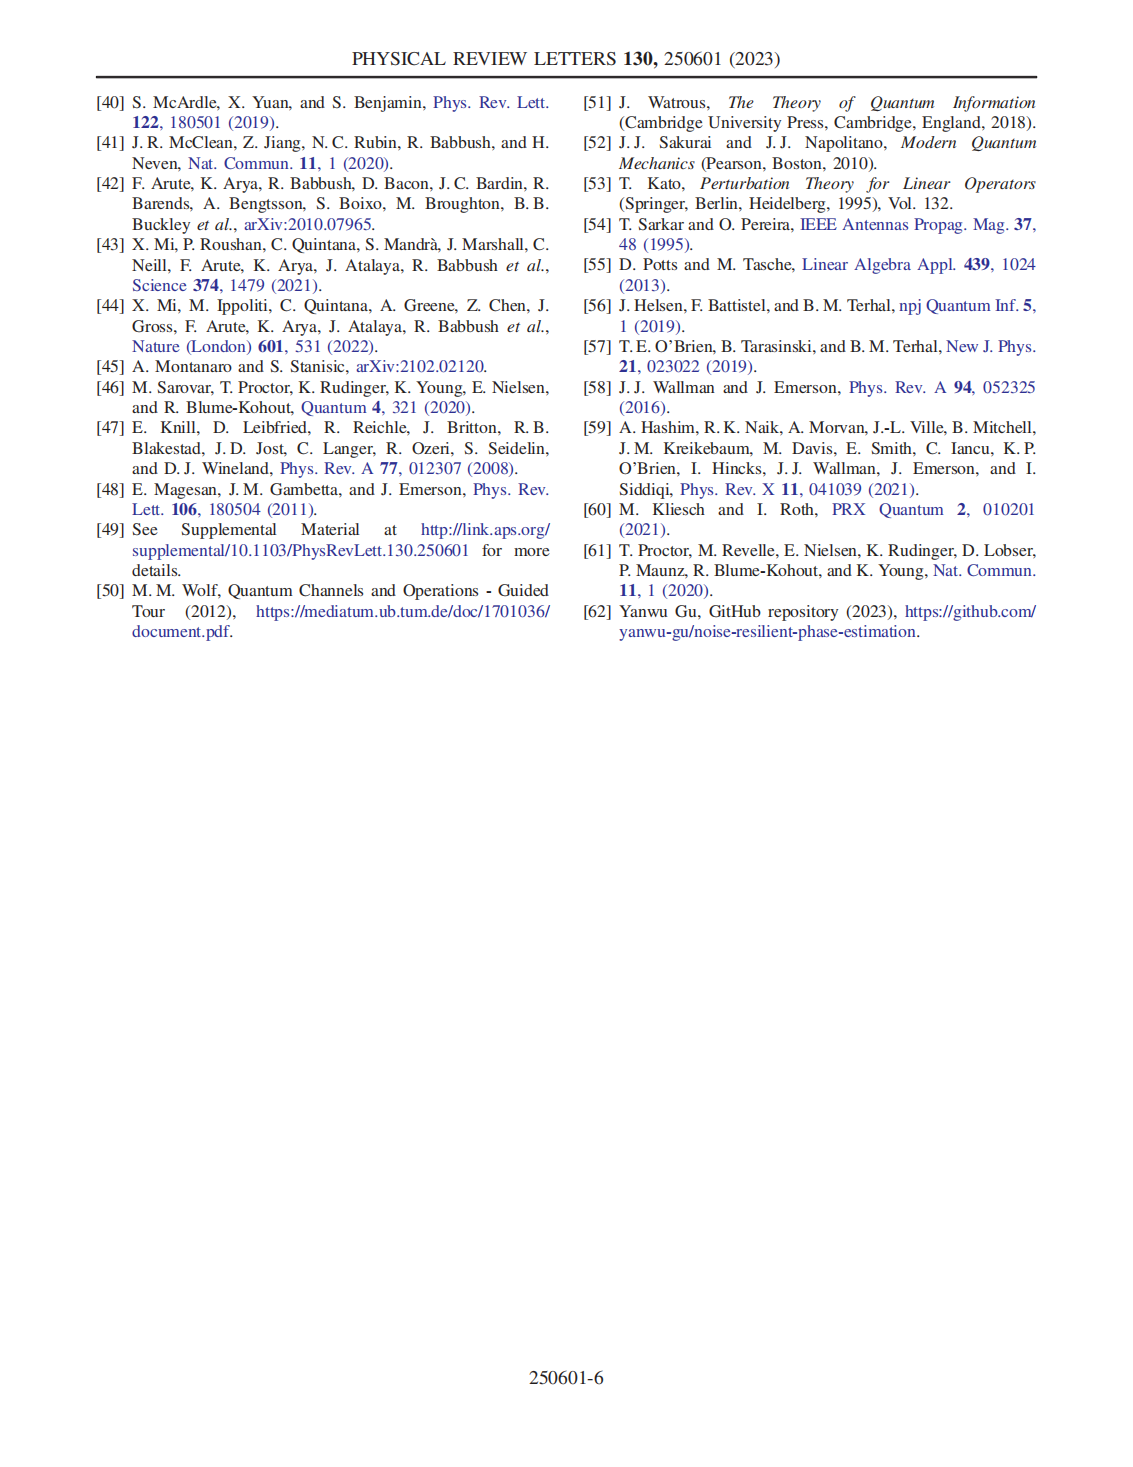 PHYSICAL REVIEW LETTERS 130, 250601 (2023)
[40] S. McArdle, X. Yuan, and S. Benjamin, Phys. Rev. Lett.
122, 180501 (2019).
[41] J. R. McClean, Z. Jiang, N. C. Rubin, R. Babbush, and H.
Neven, Nat. Commun. 11, 1 (2020).
[42] F. Arute, K. Arya, R. Babbush, D. Bacon, J. C. Bardin, R.
Barends, A. Bengtsson, S. Boixo, M. Broughton, B. B.
Buckley et al., arXiv:2010.07965.
[43] X. Mi, P. Roushan, C. Quintana, S. Mandrà, J. Marshall, C.
Neill, F. Arute, K. Arya, J. Atalaya, R. Babbush et al.,
Science 374, 1479 (2021).
[44] X. Mi, M. Ippoliti, C. Quintana, A. Greene, Z. Chen, J.
Gross, F. Arute, K. Arya, J. Atalaya, R. Babbush et al.,
Nature (London) 601, 531 (2022).
[45] A. Montanaro and S. Stanisic, arXiv:2102.02120.
[46] M. Sarovar, T. Proctor, K. Rudinger, K. Young, E. Nielsen,
and R. Blume-Kohout, Quantum 4, 321 (2020).
[47] E. Knill, D. Leibfried, R. Reichle, J. Britton, R. B.
Blakestad, J. D. Jost, C. Langer, R. Ozeri, S. Seidelin,
and D. J. Wineland, Phys. Rev. A 77, 012307 (2008).
[48] E. Magesan, J. M. Gambetta, and J. Emerson, Phys. Rev.
Lett. 106, 180504 (2011).
[49] See Supplemental Material at http://link.aps.org/
supplemental/10.1103/PhysRevLett.130.250601 for more
details.
[50] M. M. Wolf, Quantum Channels and Operations - Guided
Tour (2012), https://mediatum.ub.tum.de/doc/1701036/
document.pdf.
[51] J. Watrous, The Theory of Quantum Information
(Cambridge University Press, Cambridge, England, 2018).
[52] J. J. Sakurai and J. J. Napolitano, Modern Quantum
Mechanics (Pearson, Boston, 2010).
[53] T. Kato, Perturbation Theory for Linear Operators
(Springer, Berlin, Heidelberg, 1995), Vol. 132.
[54] T. Sarkar and O. Pereira, IEEE Antennas Propag. Mag. 37,
48 (1995).
[55] D. Potts and M. Tasche, Linear Algebra Appl. 439, 1024
(2013).
[56] J. Helsen, F. Battistel, and B. M. Terhal, npj Quantum Inf. 5,
1 (2019).
[57] T. E. O'Brien, B. Tarasinski, and B. M. Terhal, New J. Phys.
21, 023022 (2019).
[58] J. J. Wallman and J. Emerson, Phys. Rev. A 94, 052325
(2016).
[59] A. Hashim, R. K. Naik, A. Morvan, J.-L. Ville, B. Mitchell,
J. M. Kreikebaum, M. Davis, E. Smith, C. Iancu, K. P.
O'Brien, I. Hincks, J. J. Wallman, J. Emerson, and I.
Siddiqi, Phys. Rev. X 11, 041039 (2021).
[60] M. Kliesch and I. Roth, PRX Quantum 2, 010201
(2021).
[61] T. Proctor, M. Revelle, E. Nielsen, K. Rudinger, D. Lobser,
P. Maunz, R. Blume-Kohout, and K. Young, Nat. Commun.
11, 1 (2020).
[62] Yanwu Gu, GitHub repository (2023), https://github.com/
yanwu-gu/noise-resilient-phase-estimation.
250601-6